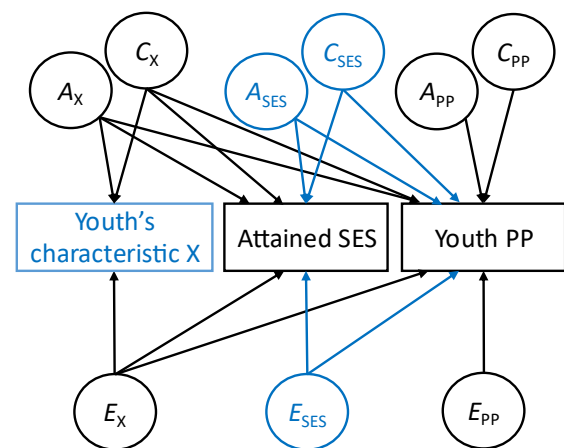 C_X
C_SES
C_PP
A_X
A_SES
A_PP
Youth's
characteristic X
Attained SES
Youth PP
E_X
E_SES
E_PP